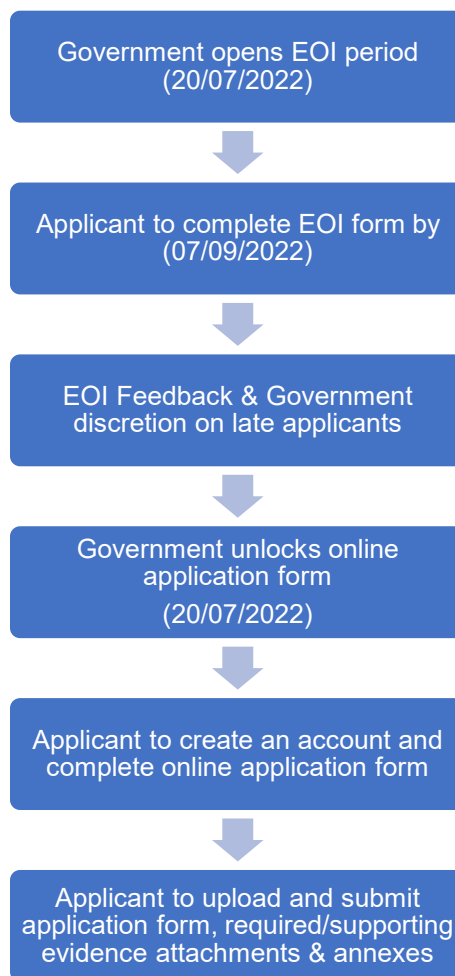 Government opens EOI period
(20/07/2022)
Applicant to complete EOI form by
(07/09/2022)
EOI Feedback & Government
discretion on late applicants
Government unlocks online
application form
(20/07/2022)
Applicant to create an account and
complete online application form
Applicant to upload and submit
application form, required/supporting
evidence attachments & annexes